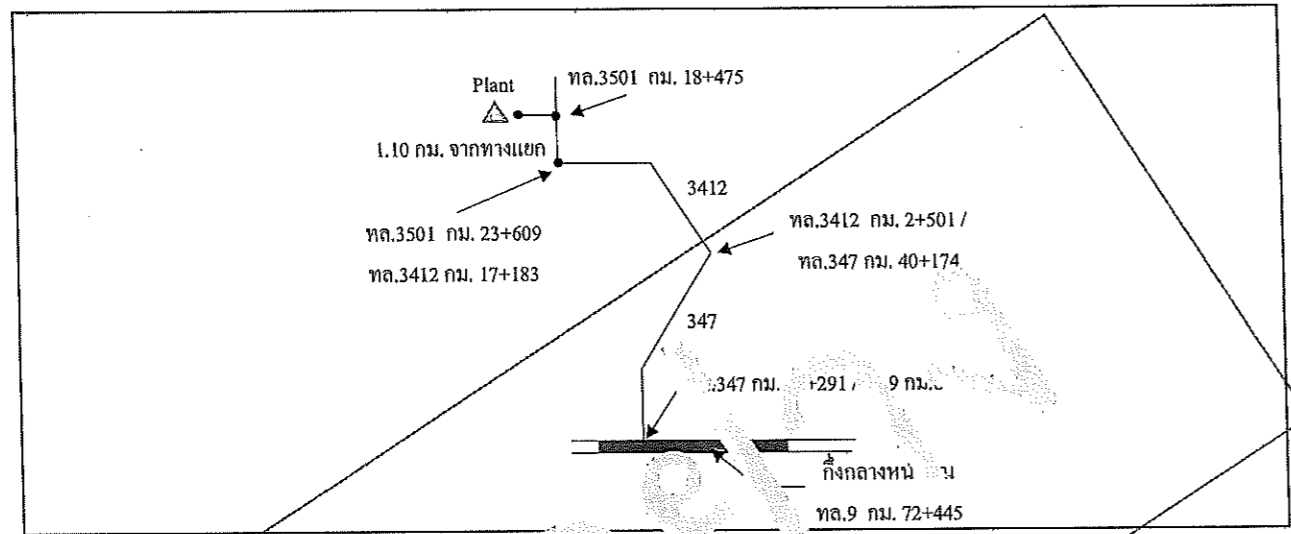 Plant
ทล.3501 กม. 18+475
1.10 กม. จากทางแยก
3412
ทล.3501 กม. 23+609
ทล.3412 กม. 17+183
ทล.3412 กม. 2+501 /
ทล.347 กม. 40+174
347
.347 กม. +291 / 9 กม.
กึ่งกลางหน
ทล.9 กม. 72+445